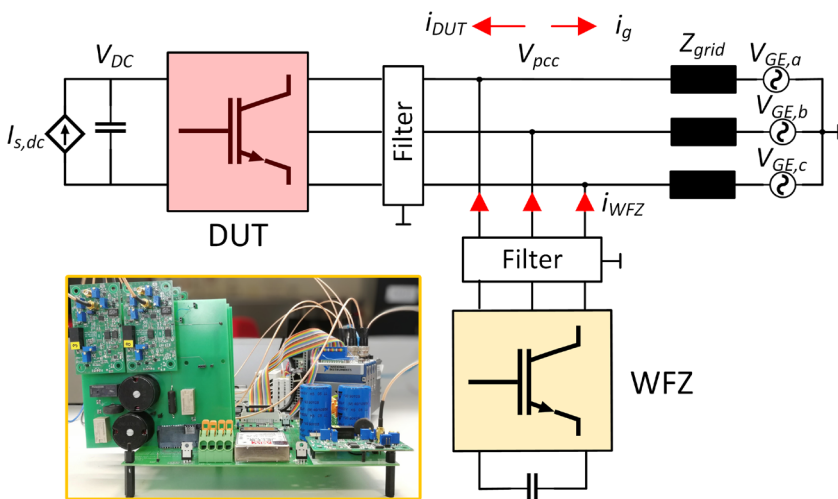 i_DUT
i_g
V_DC
V_pcc
Z_grid
V_GE,a
I_s,dc
Filter
V_GE,b
V_GE,c
DUT
i_WFZ
Filter
WFZ